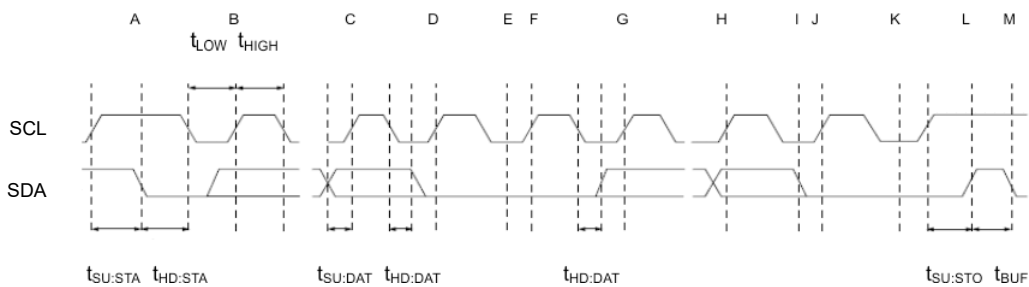 A B C D E F G H I J K L M
tLOW tHIGH
SCL
SDA
tSU:STA tHD:STA tSU:DAT tHD:DAT tHD:DAT tSU:STO tBUF